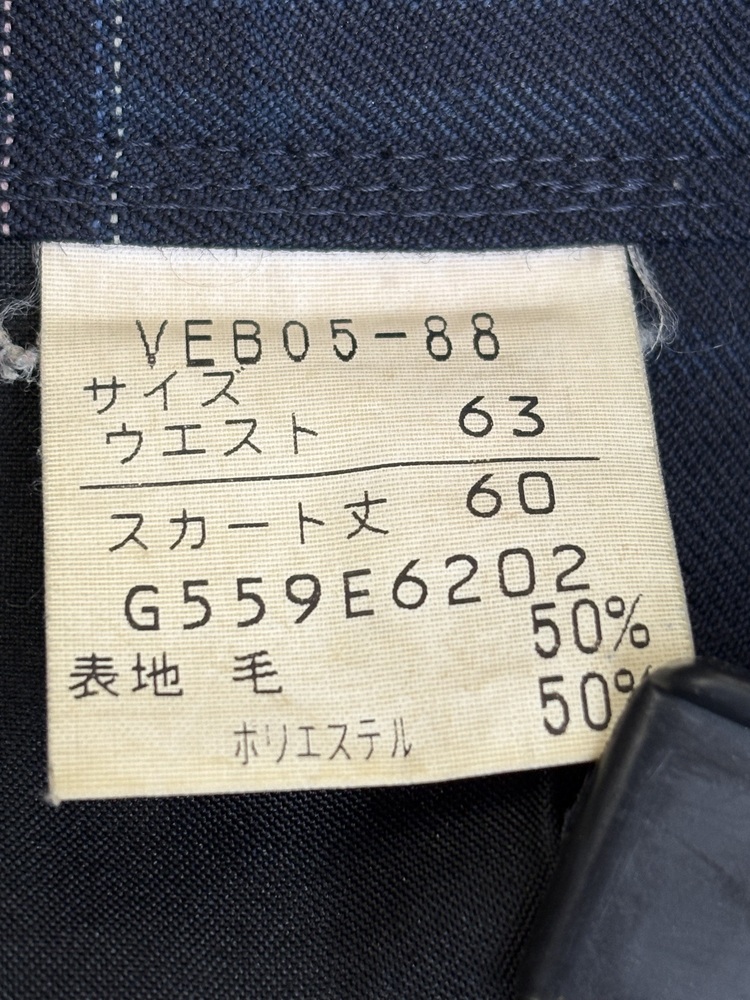 VEB05-88
サイズ
ウエスト 63
スカート丈 60
G559E6202
表地 毛 50%
ポリエステル 50%